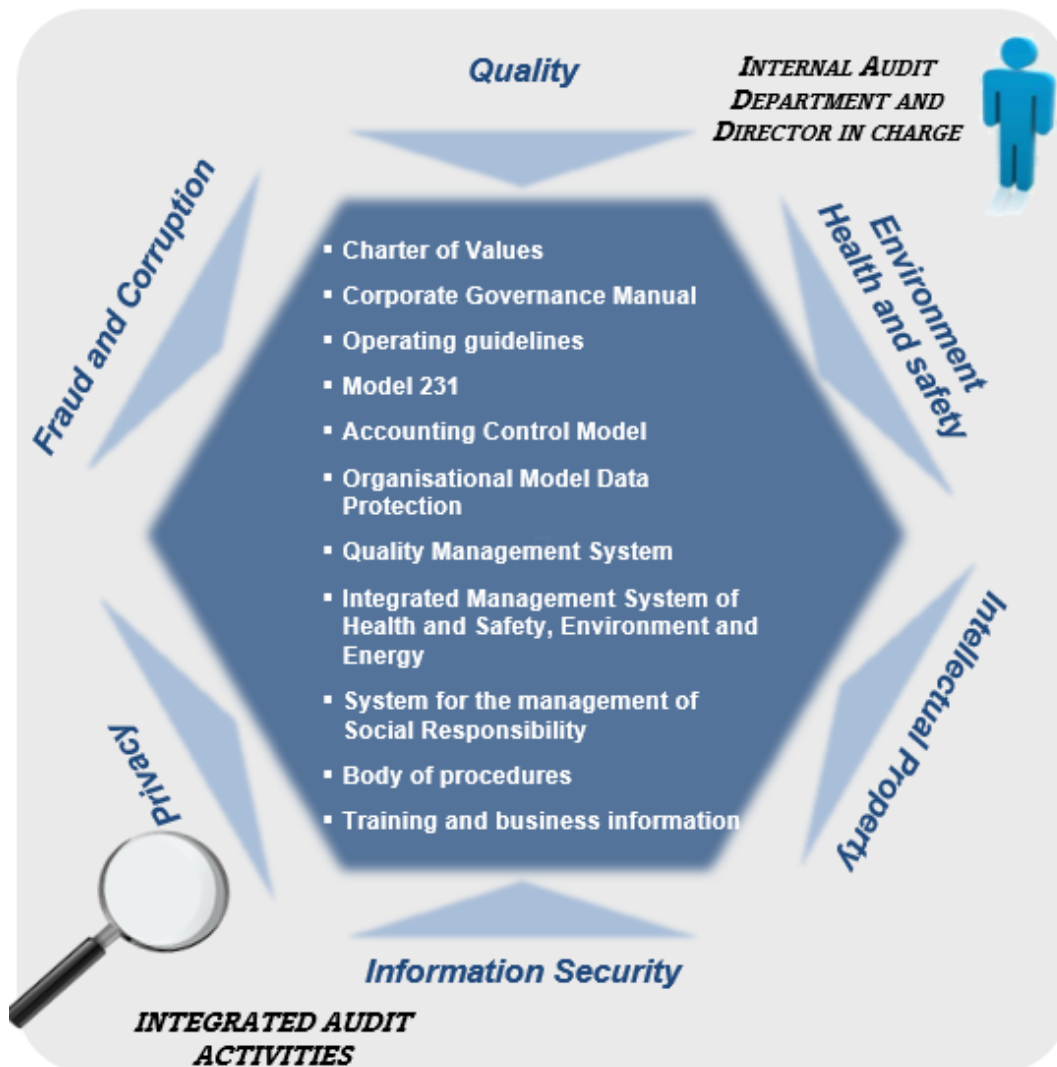 Quality
INTERNAL AUDIT
DEPARTMENT AND
DIRECTOR IN CHARGE
Fraud and Corruption
Environment
Health and safety
▪ Charter of Values
▪ Corporate Governance Manual
▪ Operating guidelines
▪ Model 231
▪ Accounting Control Model
▪ Organisational Model Data
Protection
▪ Quality Management System
▪ Integrated Management System of
Health and Safety, Environment and
Energy
▪ System for the management of
Social Responsibility
▪ Body of procedures
▪ Training and business information
Privacy
Intellectual Property
Information Security
INTEGRATED AUDIT
ACTIVITIES